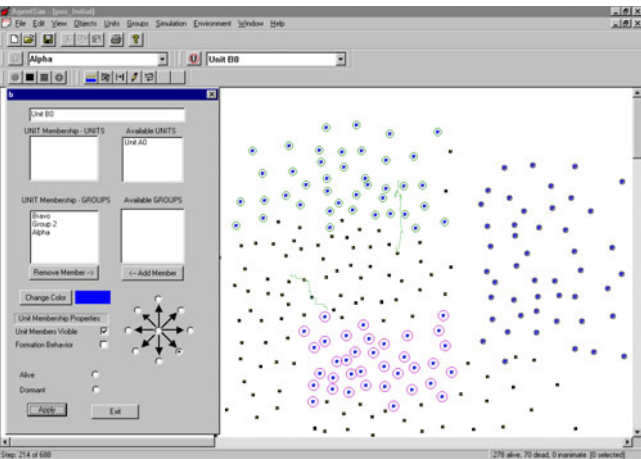 AgentSim - [pos_Initial]
File Edit View Objects Units Groups Simulation Environment Window Help
Alpha
Unit B0
b
Unit B0
UNIT Membership - UNITS
Available UNITS
Unit A0
UNIT Membership - GROUPS
Available GROUPS
Bravo
Group 2
Alpha
Remove Member ->
<- Add Member
Change Color
Unit Membership Properties
Unit Members Visible
Formation Behavior
Alive
Dormant
Apply
Exit
Step: 214 of 688
278 alive, 70 dead, 0 inanimate [0 selected]